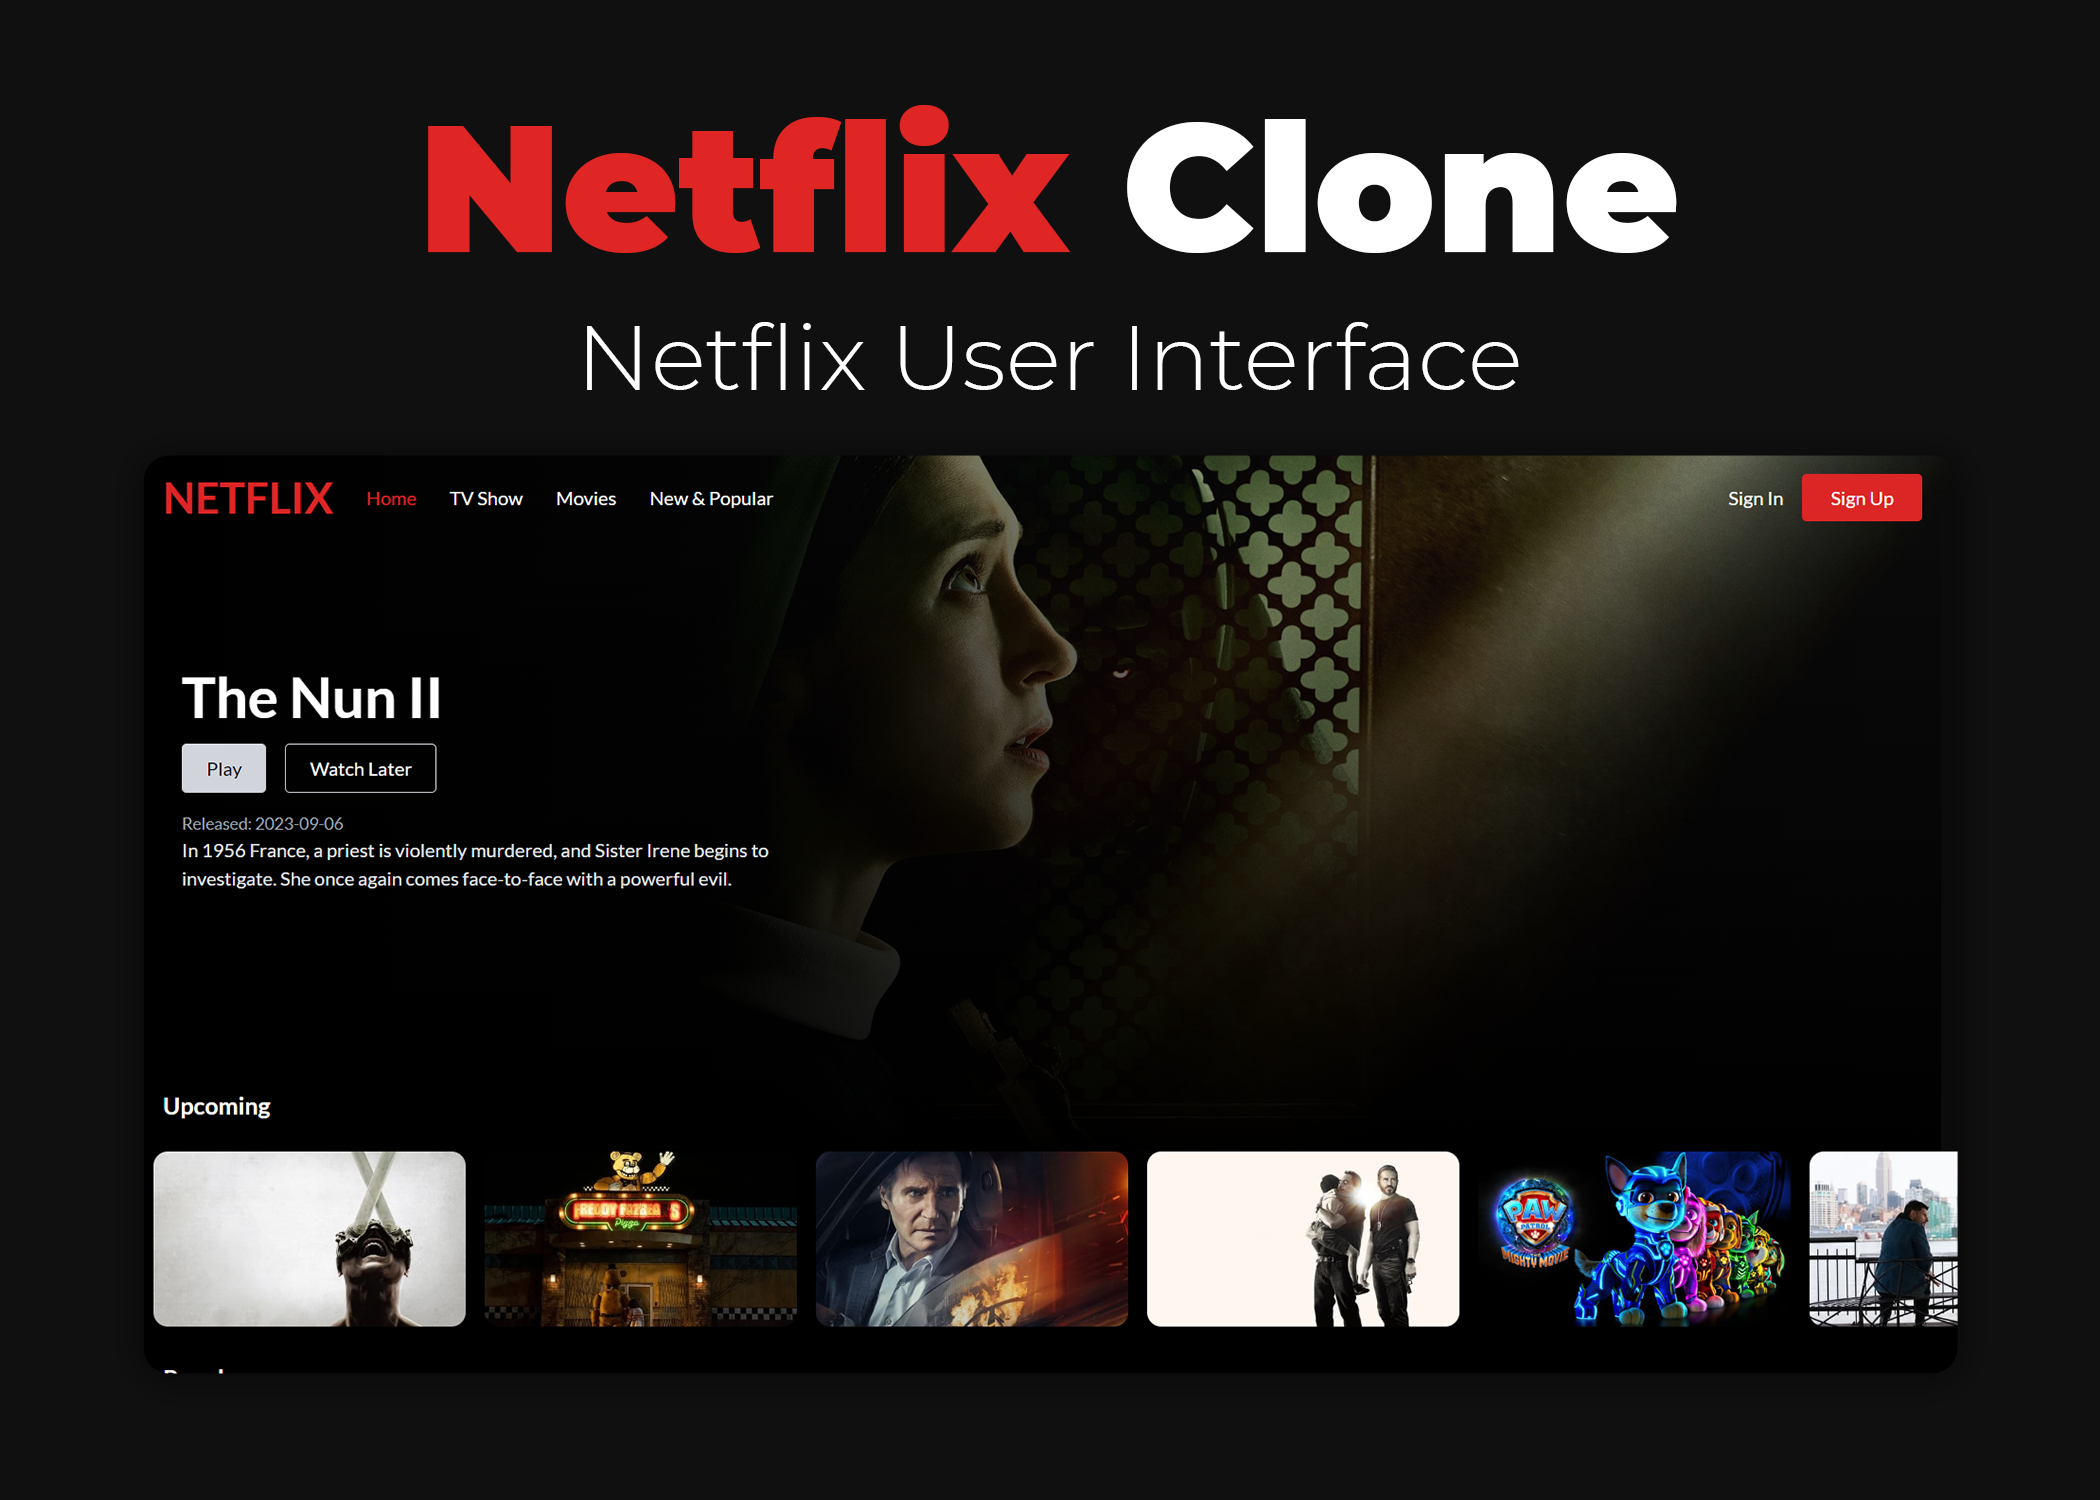 Netflix Clone
Netflix User Interface
NETFLIX Home TV Show Movies New & Popular Sign In Sign Up
The Nun II
Play Watch Later
Released: 2023-09-06
In 1956 France, a priest is violently murdered, and Sister Irene begins to
investigate. She once again comes face-to-face with a powerful evil.
Upcoming
Pizza
PAW
PATROL
MIGHTY MOVIE